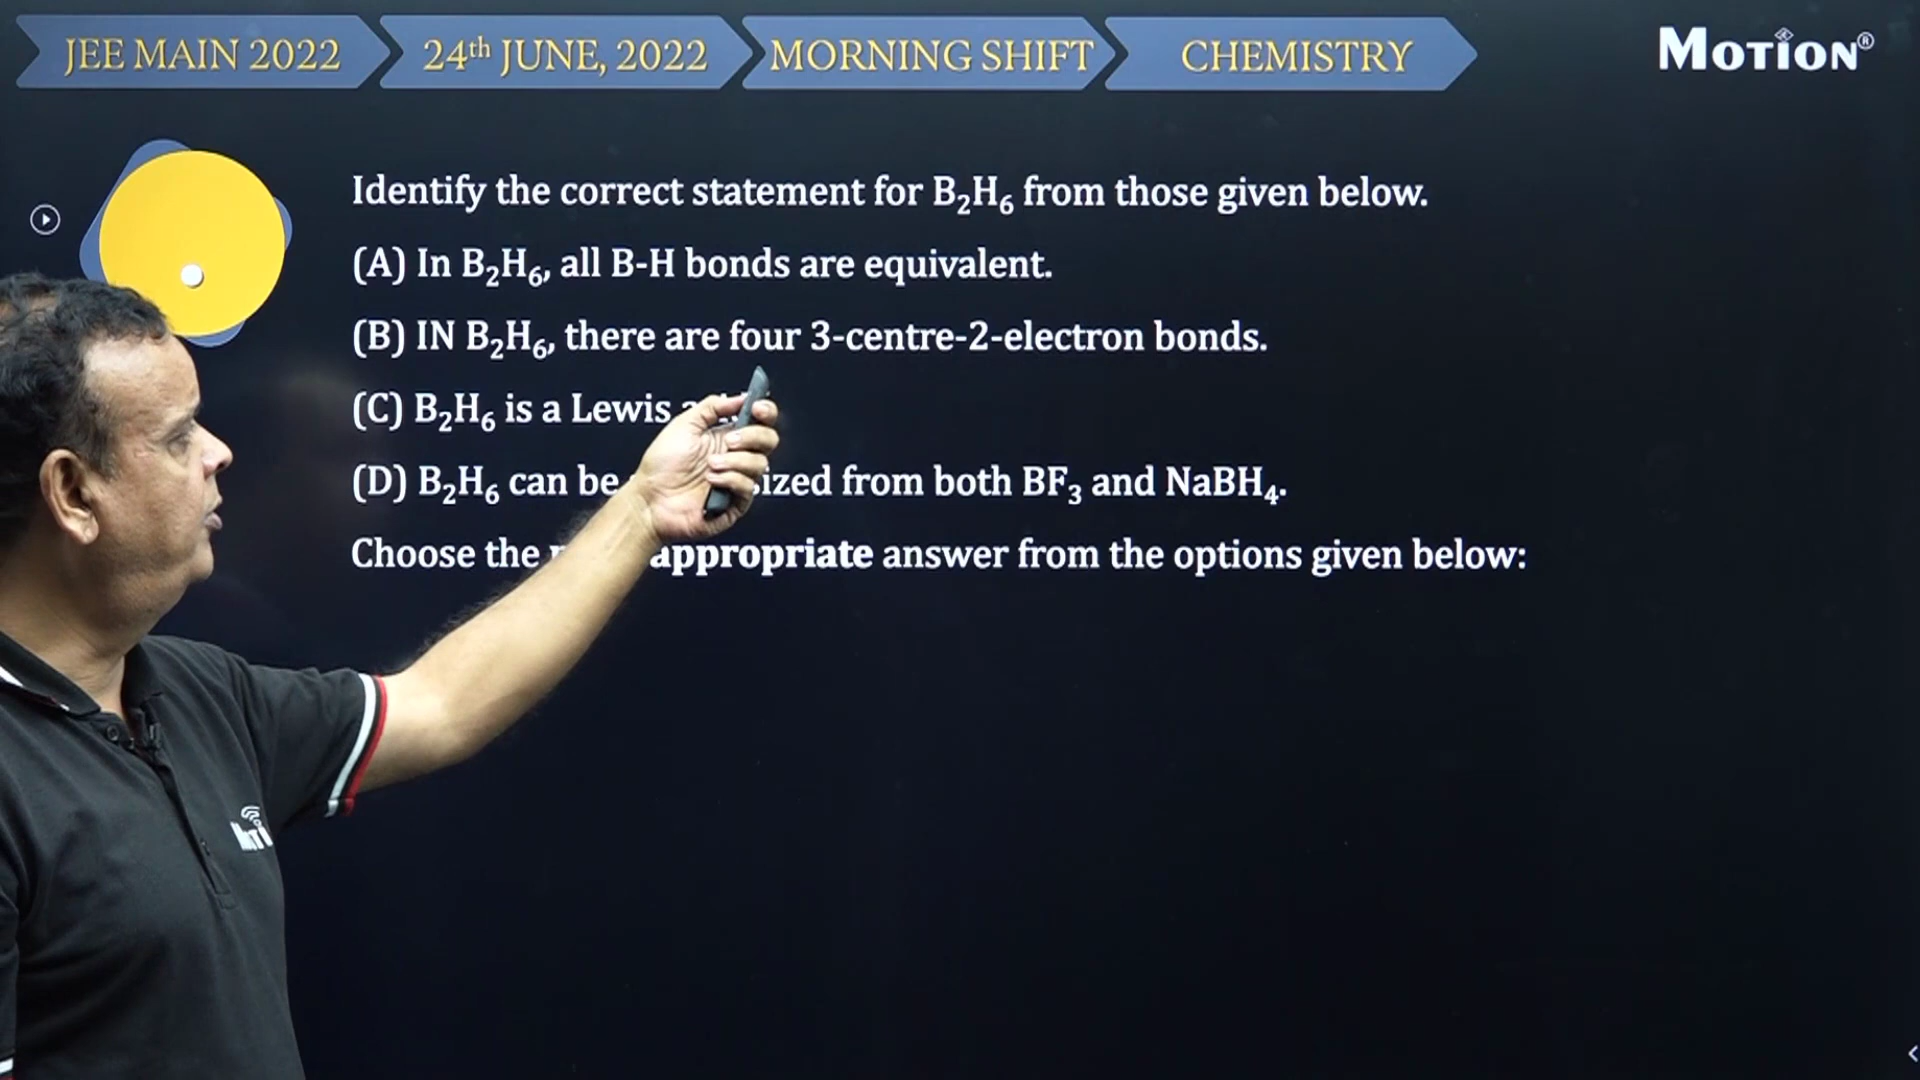 JEE MAIN 2022
24th JUNE, 2022
MORNING SHIFT
CHEMISTRY
MOTION®
Identify the correct statement for B₂H₆ from those given below.
(A) In B₂H₆, all B-H bonds are equivalent.
(B) IN B₂H₆, there are four 3-centre-2-electron bonds.
(C) B₂H₆ is a Lewis
(D) B₂H₆ can be ized from both BF₃ and NaBH₄.
Choose the appropriate answer from the options given below: